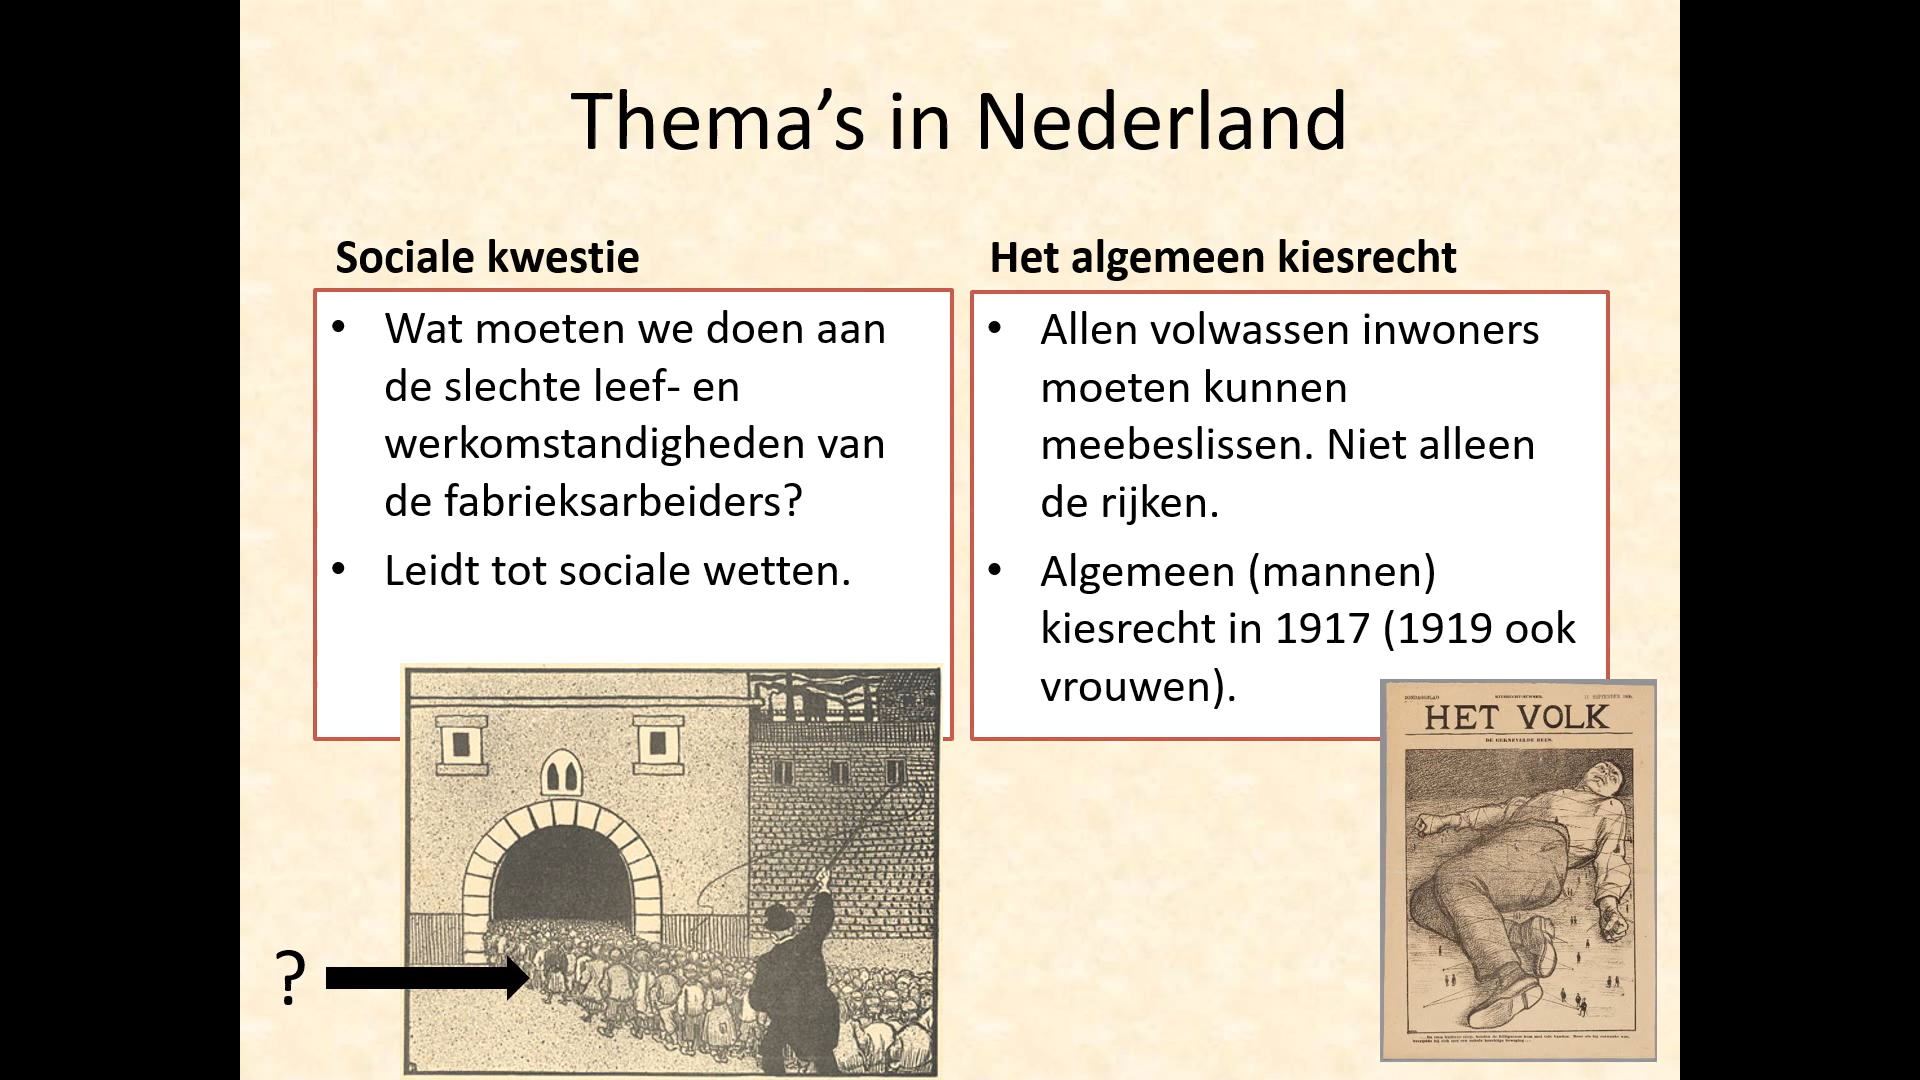 Thema’s in Nederland
Sociale kwestie
• Wat moeten we doen aan
de slechte leef- en
werkomstandigheden van
de fabrieksarbeiders?
• Leidt tot sociale wetten.
Het algemeen kiesrecht
• Allen volwassen inwoners
moeten kunnen
meebeslissen. Niet alleen
de rijken.
• Algemeen (mannen)
kiesrecht in 1917 (1919 ook
vrouwen).
?
HET VOLK